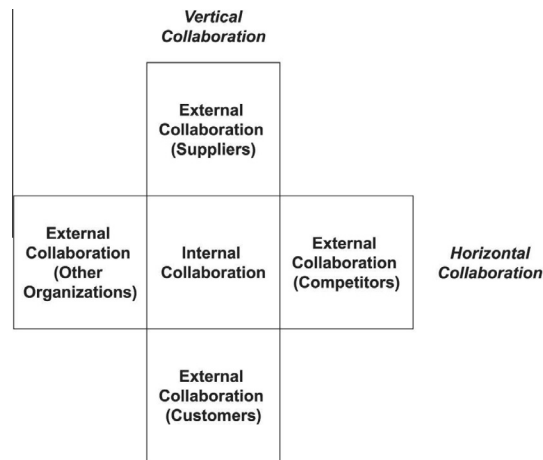 Vertical
Collaboration
External
Collaboration
(Suppliers)
External
Collaboration
(Other
Organizations)
Internal
Collaboration
External
Collaboration
(Competitors)
Horizontal
Collaboration
External
Collaboration
(Customers)